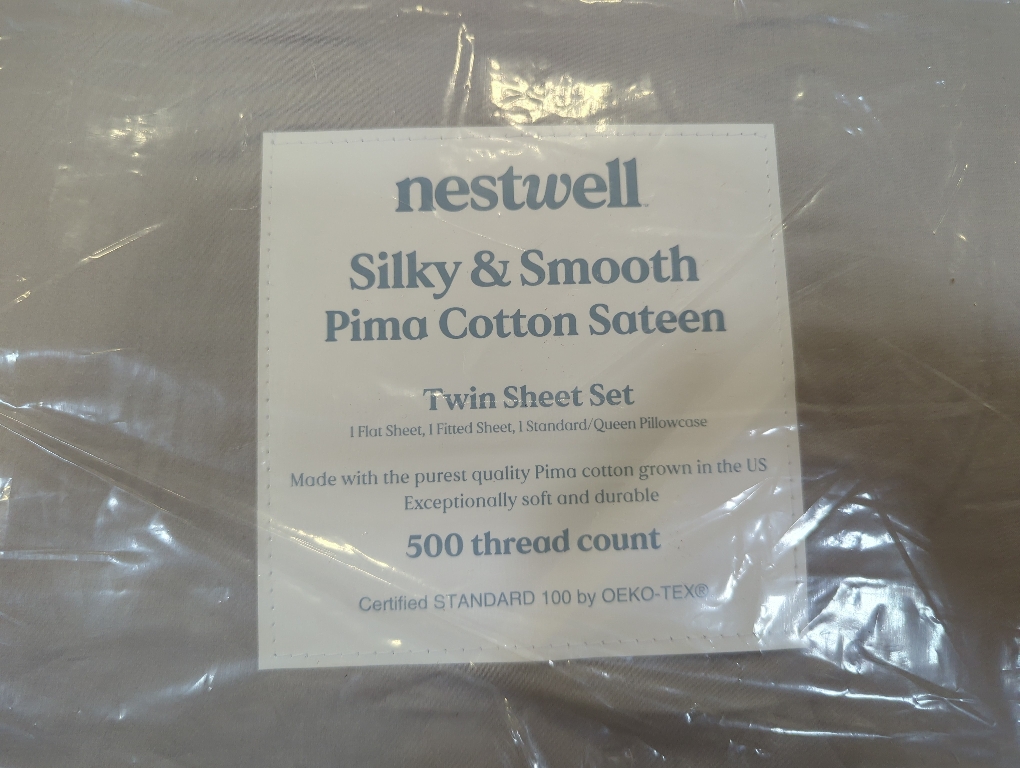 nestwell
Silky & Smooth
Pima Cotton Sateen
Twin Sheet Set
1 Flat Sheet, 1 Fitted Sheet, 1 Standard/Queen Pillowcase
Made with the purest quality Pima cotton grown in the US
Exceptionally soft and durable
500 thread count
Certified STANDARD 100 by OEKO-TEX®